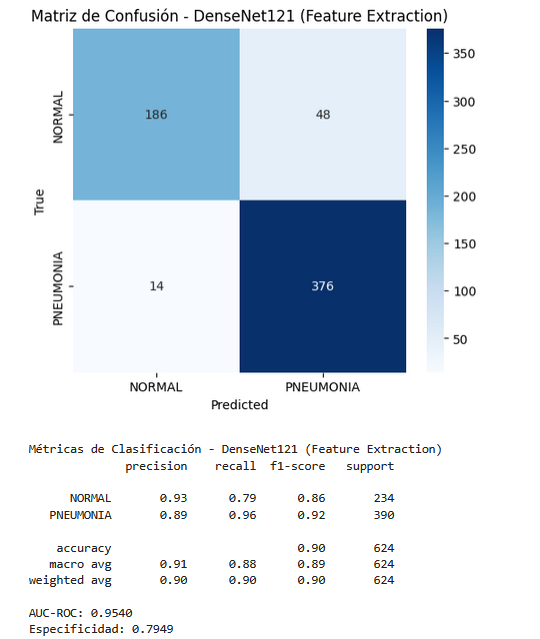 Matriz de Confusión - DenseNet121 (Feature Extraction)
NORMAL
186
48
PNEUMONIA
14
376
True
NORMAL
PNEUMONIA
Predicted
350
300
250
200
150
100
50
Métricas de Clasificación - DenseNet121 (Feature Extraction)
precision recall f1-score support
NORMAL 0.93 0.79 0.86 234
PNEUMONIA 0.89 0.96 0.92 390
accuracy 0.90 624
macro avg 0.91 0.88 0.89 624
weighted avg 0.90 0.90 0.90 624
AUC-ROC: 0.9540
Especificidad: 0.7949